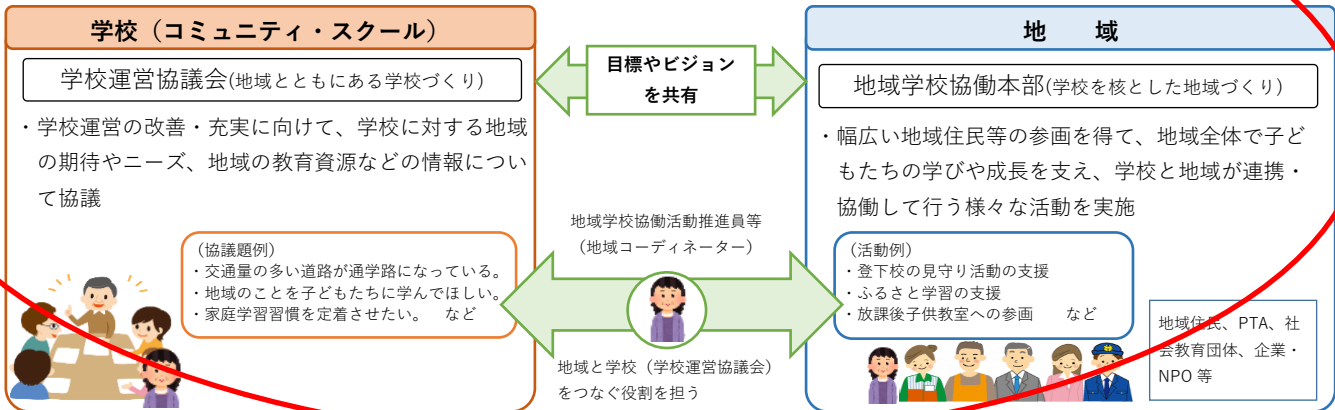 学校（コミュニティ・スクール）
学校運営協議会(地域とともにある学校づくり)
・学校運営の改善・充実に向けて、学校に対する地域
の期待やニーズ、地域の教育資源などの情報につい
て協議
（協議題例）
・交通量の多い道路が通学路になっている。
・地域のことを子どもたちに学んでほしい。
・家庭学習習慣を定着させたい。　など
目標やビジョン
を共有
地域学校協働活動推進員等
（地域コーディネーター）
地域と学校（学校運営協議会）
をつなぐ役割を担う
地　域
地域学校協働本部(学校を核とした地域づくり)
・幅広い地域住民等の参画を得て、地域全体で子ど
もたちの学びや成長を支え、学校と地域が連携・
協働して行う様々な活動を実施
（活動例）
・登下校の見守り活動の支援
・ふるさと学習の支援
・放課後子供教室への参画　　など
地域住民、PTA、社
会教育団体、企業・
NPO 等